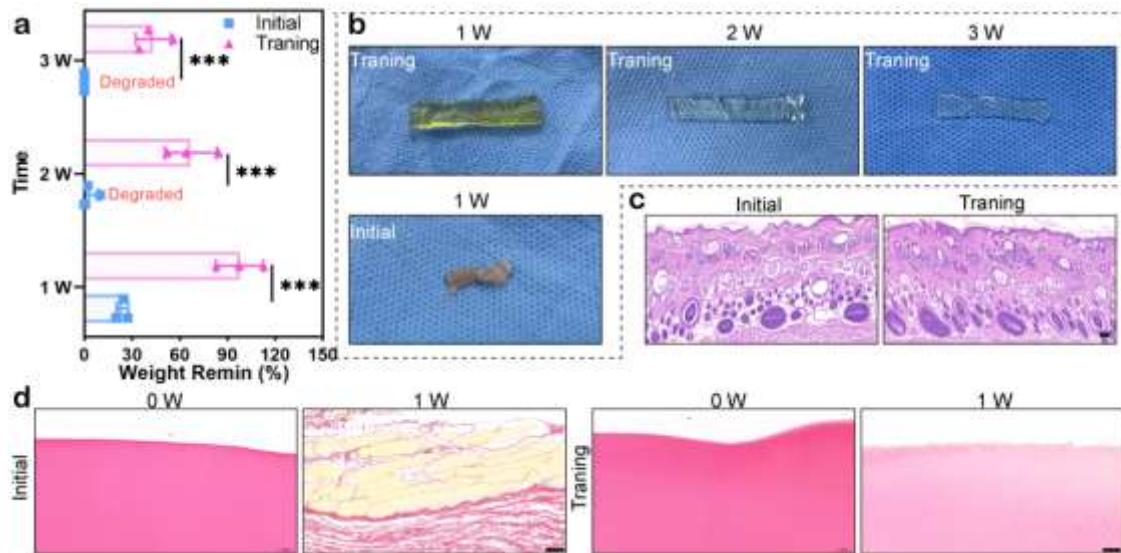 a
Initial
Traning
3 W
***
Degraded
2 W
***
Degraded
1 W
***
Time
0 30 60 90 120 150
Weight Remin (%)
b
1 W 2 W 3 W
Traning Traning Traning
1 W
Initial
c
Initial Traning
d
0 W 1 W 0 W 1 W
Initial
Traning